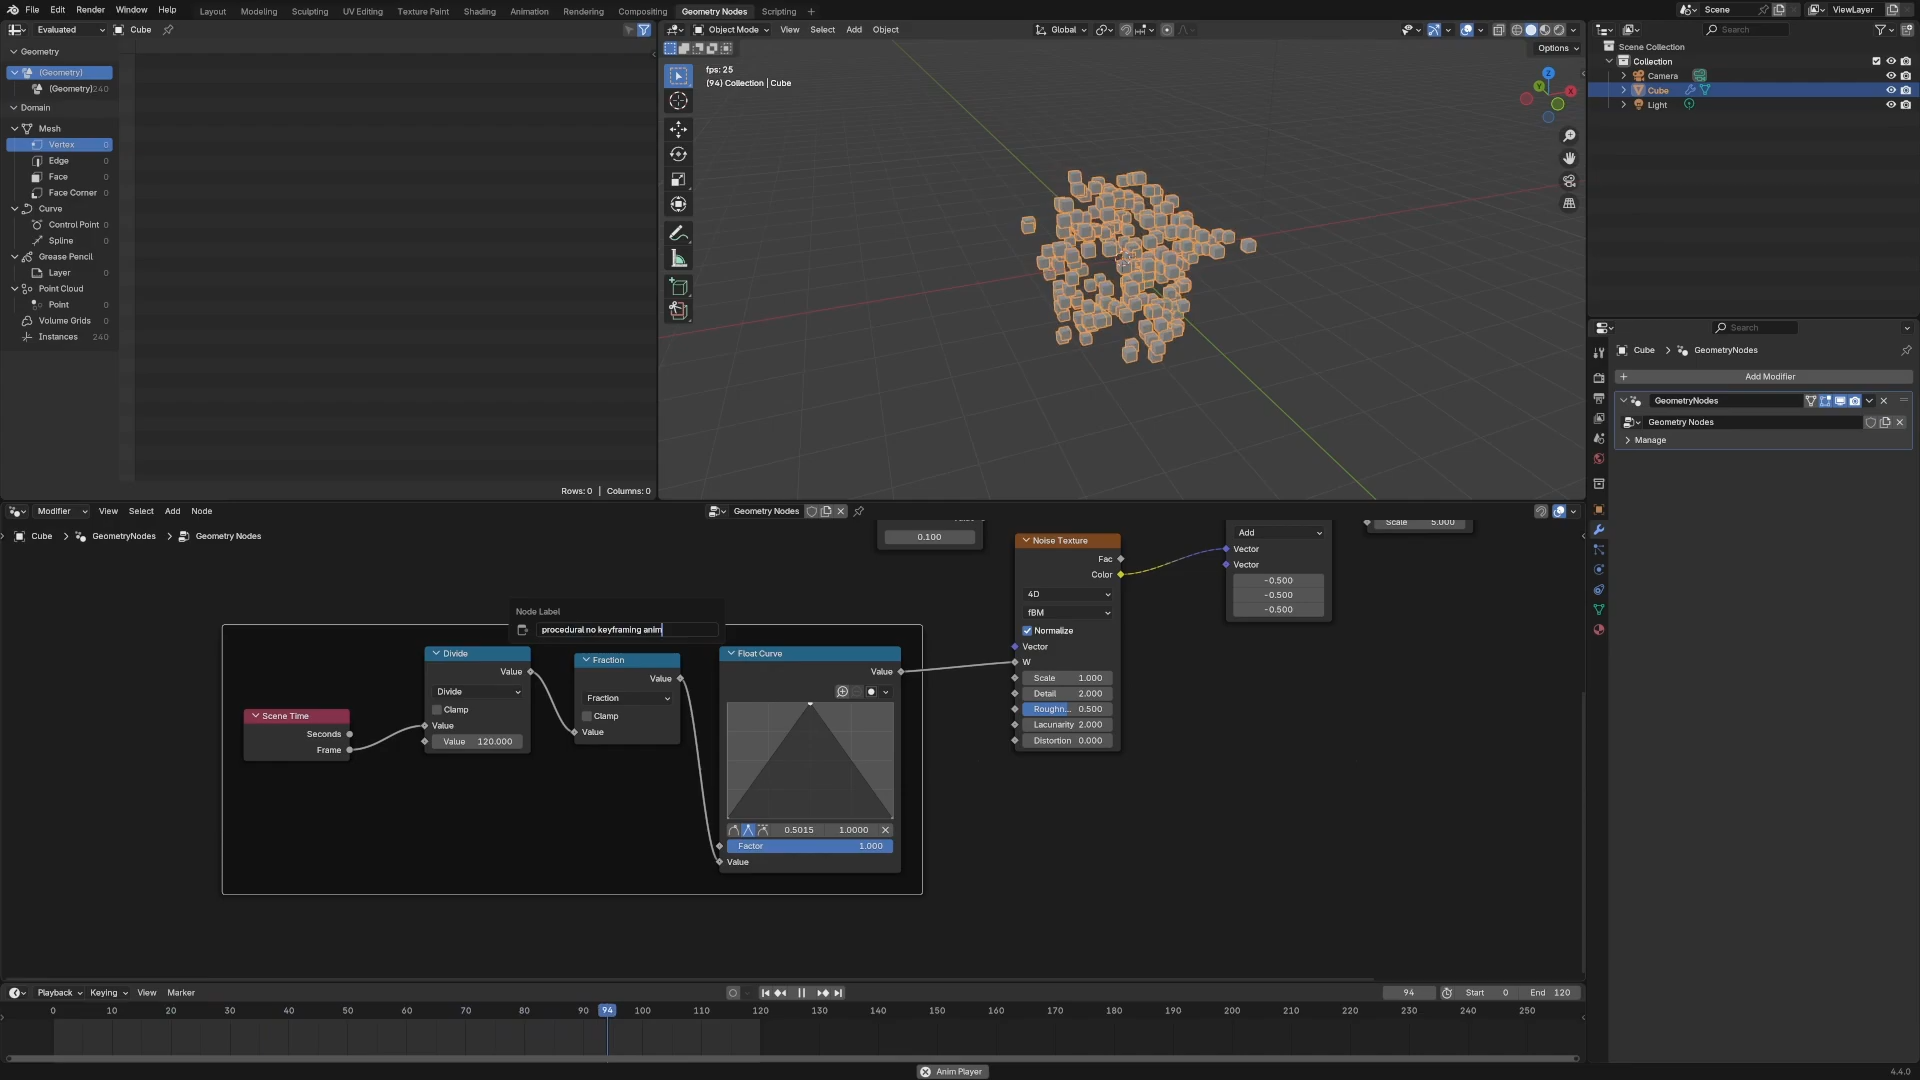 File Edit Render Window Help
Layout Modeling Sculpting UV Editing Texture Paint Shading Animation Rendering Compositing Geometry Nodes Scripting +
Scene
ViewLayer
Evaluated Cube
Object Mode View Select Add Object
Global
Search
Options
Geometry
(Geometry)
(Geometry) 240
Domain
Mesh
Vertex 0
Edge 0
Face 0
Face Corner 0
Curve
Control Point 0
Spline 0
Grease Pencil
Layer 0
Point Cloud
Point 0
Volume Grids 0
Instances 240
Rows: 0 | Columns: 0
fps: 25
(94) Collection | Cube
Z
Y
X
Scene Collection
Collection
Camera
Cube
Light
Search
Cube > GeometryNodes
+ Add Modifier
GeometryNodes
Geometry Nodes
Manage
Modifier View Select Add Node
Geometry Nodes
Cube > GeometryNodes > Geometry Nodes
0.100
Noise Texture
Fac
Color
4D
fBM
Normalize
Vector
W
Scale 1.000
Detail 2.000
Roughn... 0.500
Lacunarity 2.000
Distortion 0.000
Add
Vector
Vector
-0.500
-0.500
-0.500
Scale 5.000
Node Label
procedural no keyframing anim
Scene Time
Seconds
Frame
Divide
Value
Divide
Clamp
Value
Value 120.000
Fraction
Value
Fraction
Clamp
Value
Float Curve
Value
0.5015 1.0000
Factor 1.000
Value
Playback Keying View Marker
94
Start 0
End 120
0 10 20 30 40 50 60 70 80 90 94 100 110 120 130 140 150 160 170 180 190 200 210 220 230 240 250
Anim Player
4.4.0